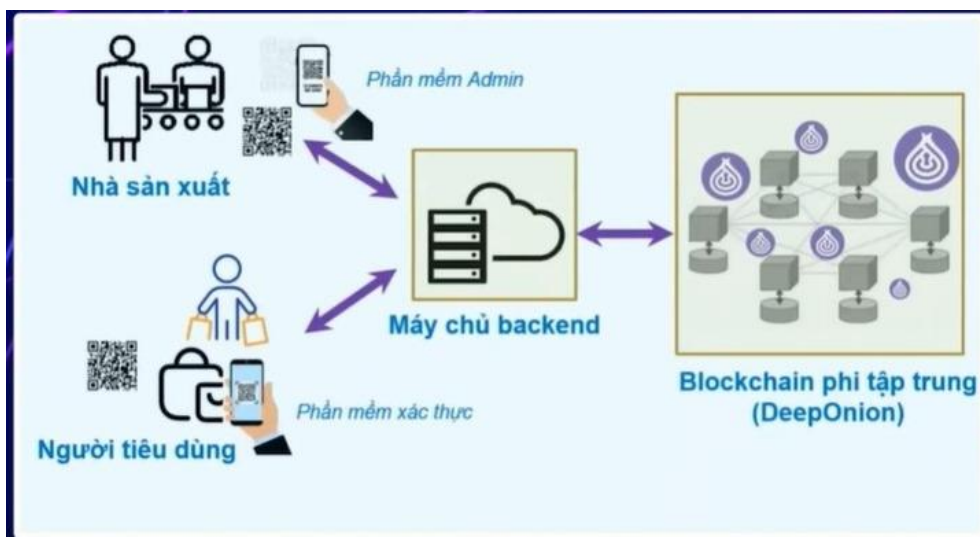 Phần mềm Admin
Nhà sản xuất
Máy chủ backend
Blockchain phi tập trung
(DeepOnion)
Phần mềm xác thực
Người tiêu dùng